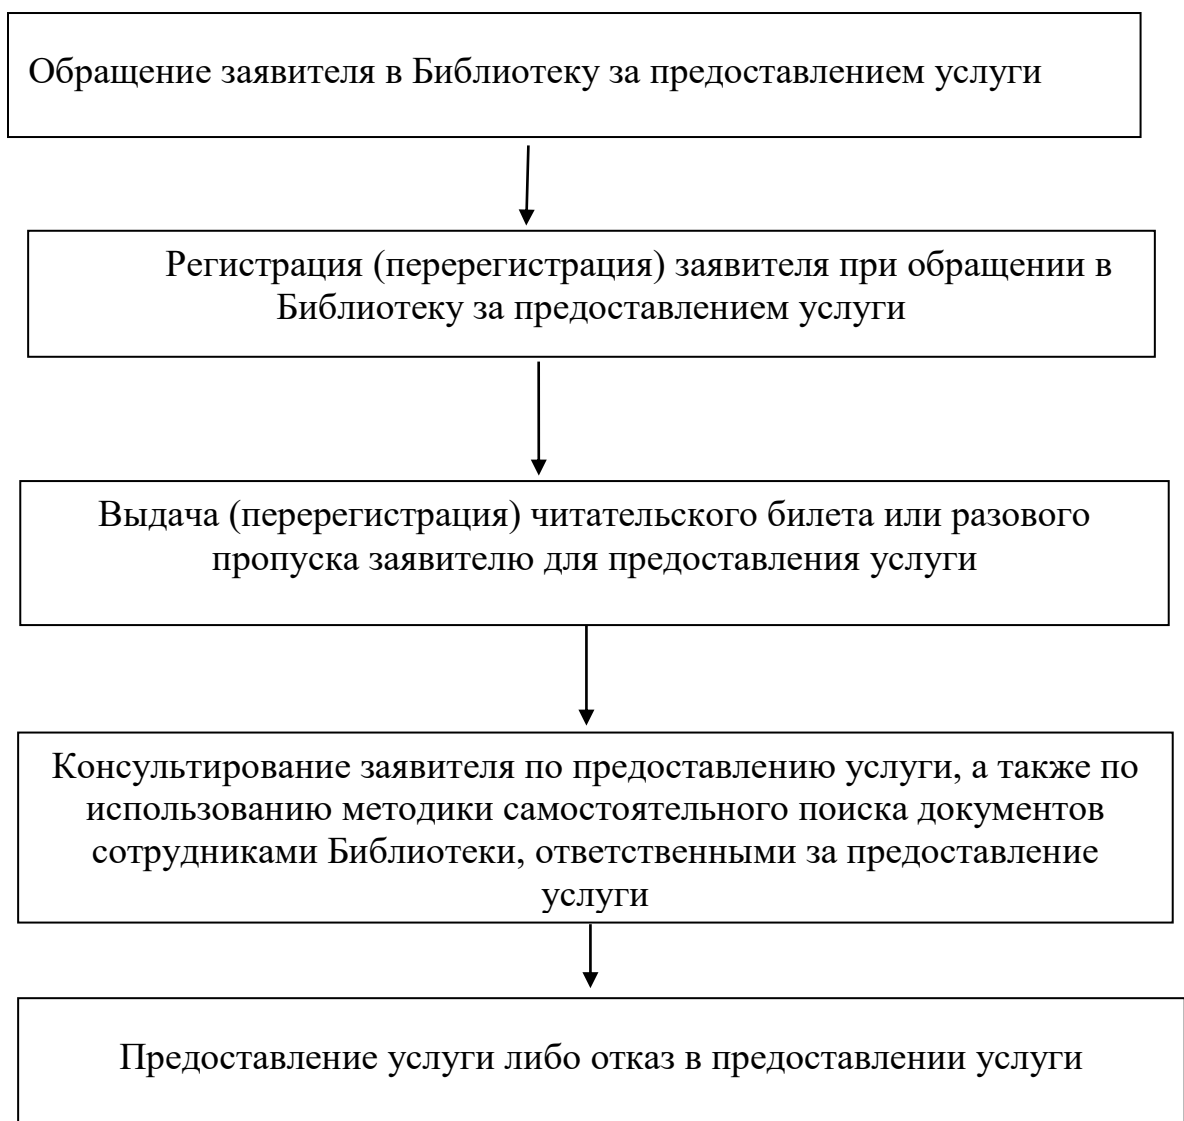 Обращение заявителя в Библиотеку за предоставлением услуги
Регистрация (перерегистрация) заявителя при обращении в
Библиотеку за предоставлением услуги
Выдача (перерегистрация) читательского билета или разового
пропуска заявителю для предоставления услуги
Консультирование заявителя по предоставлению услуги, а также по
использованию методики самостоятельного поиска документов
сотрудниками Библиотеки, ответственными за предоставление
услуги
Предоставление услуги либо отказ в предоставлении услуги